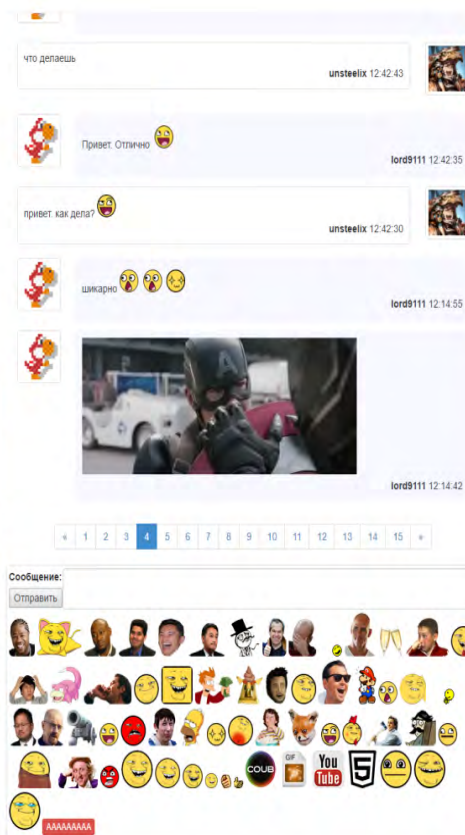 что делаешь
unsteelix 12:42:43
Привет. Отлично
lord9111 12:42:35
привет. как дела?
unsteelix 12:42:30
шикарно
lord9111 12:14:55
A
lord9111 12:14:42
« 1 2 3 4 5 6 7 8 9 10 11 12 13 14 15 »
Сообщение:
Отправить
COUB GIF You Tube 5
AAAAAAAAA